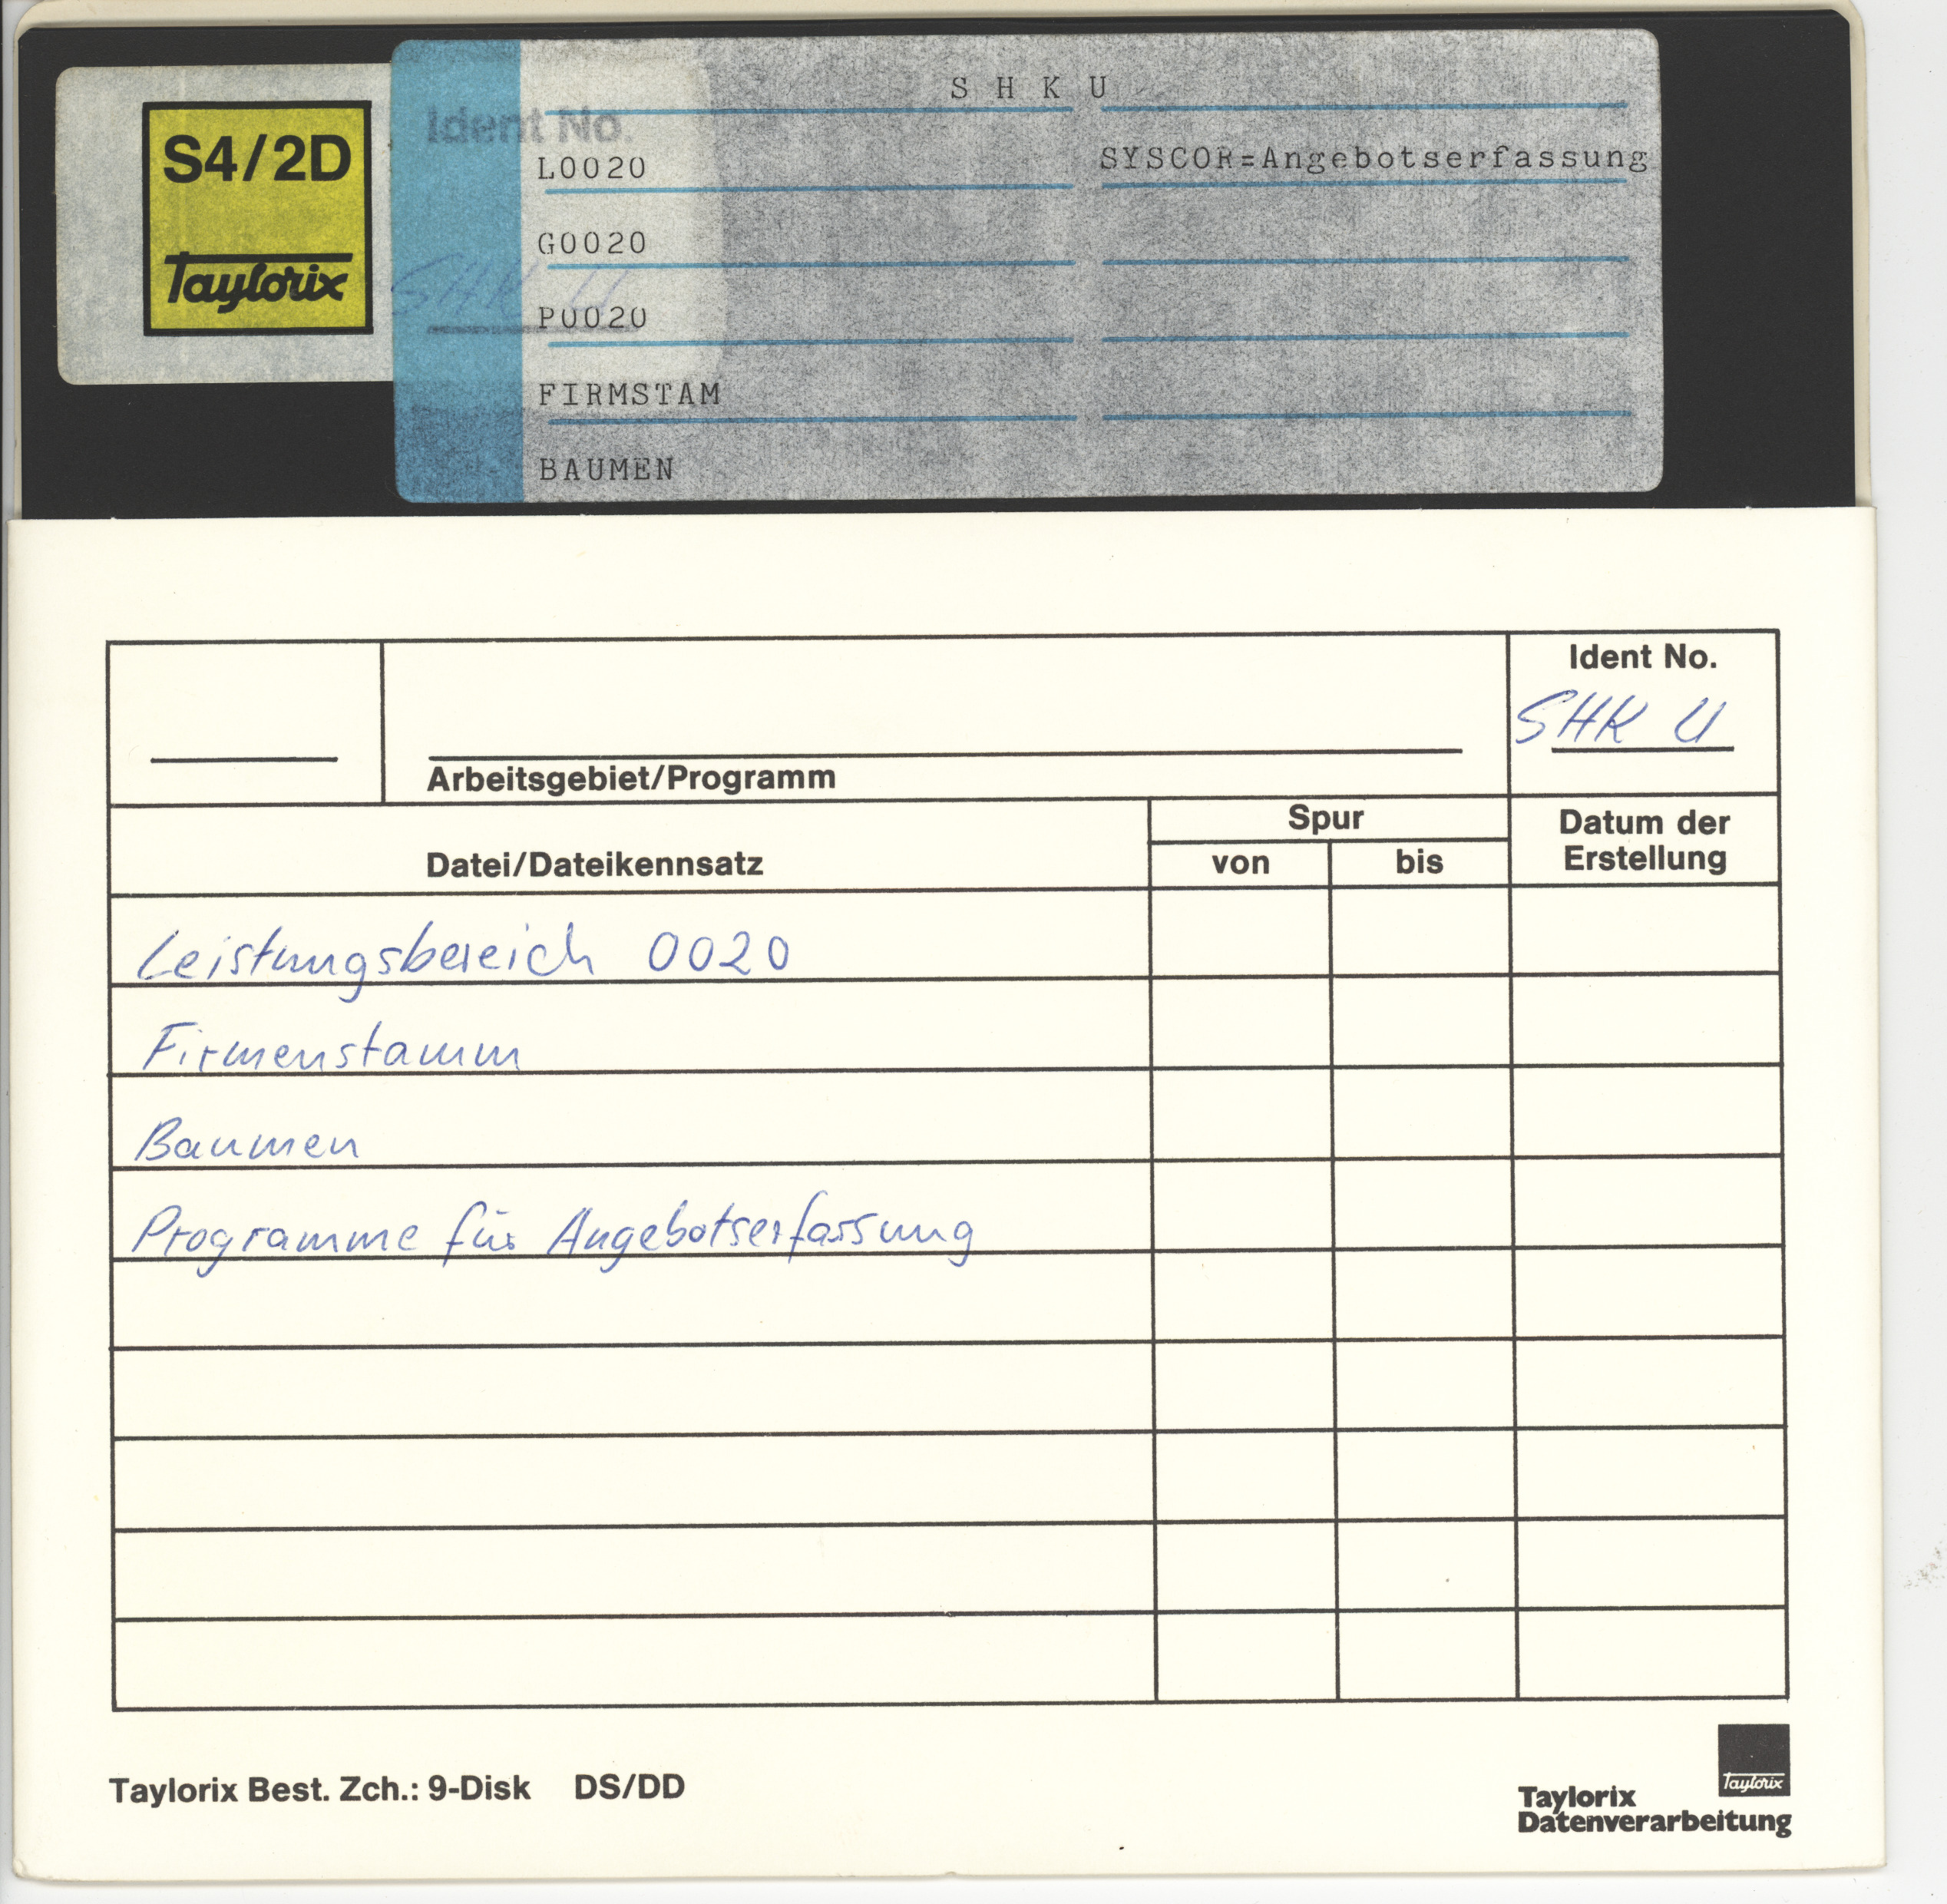 S H K U
S4/2D
Taylorix
Ident No.
SHK U
L0020
SYSCOR=Angebotserfassung
G0020
P0020
FIRMSTAM
BAUMEN
Ident No.
SHK U
Arbeitsgebiet/Programm
Datei/Dateikennsatz
Spur
von bis
Datum der
Erstellung
Leistungsbereich 0020
Firmenstamm
Baumen
Programme für Angebotserfassung
Taylorix Best. Zch.: 9-Disk DS/DD
Taylorix
Taylorix
Datenverarbeitung